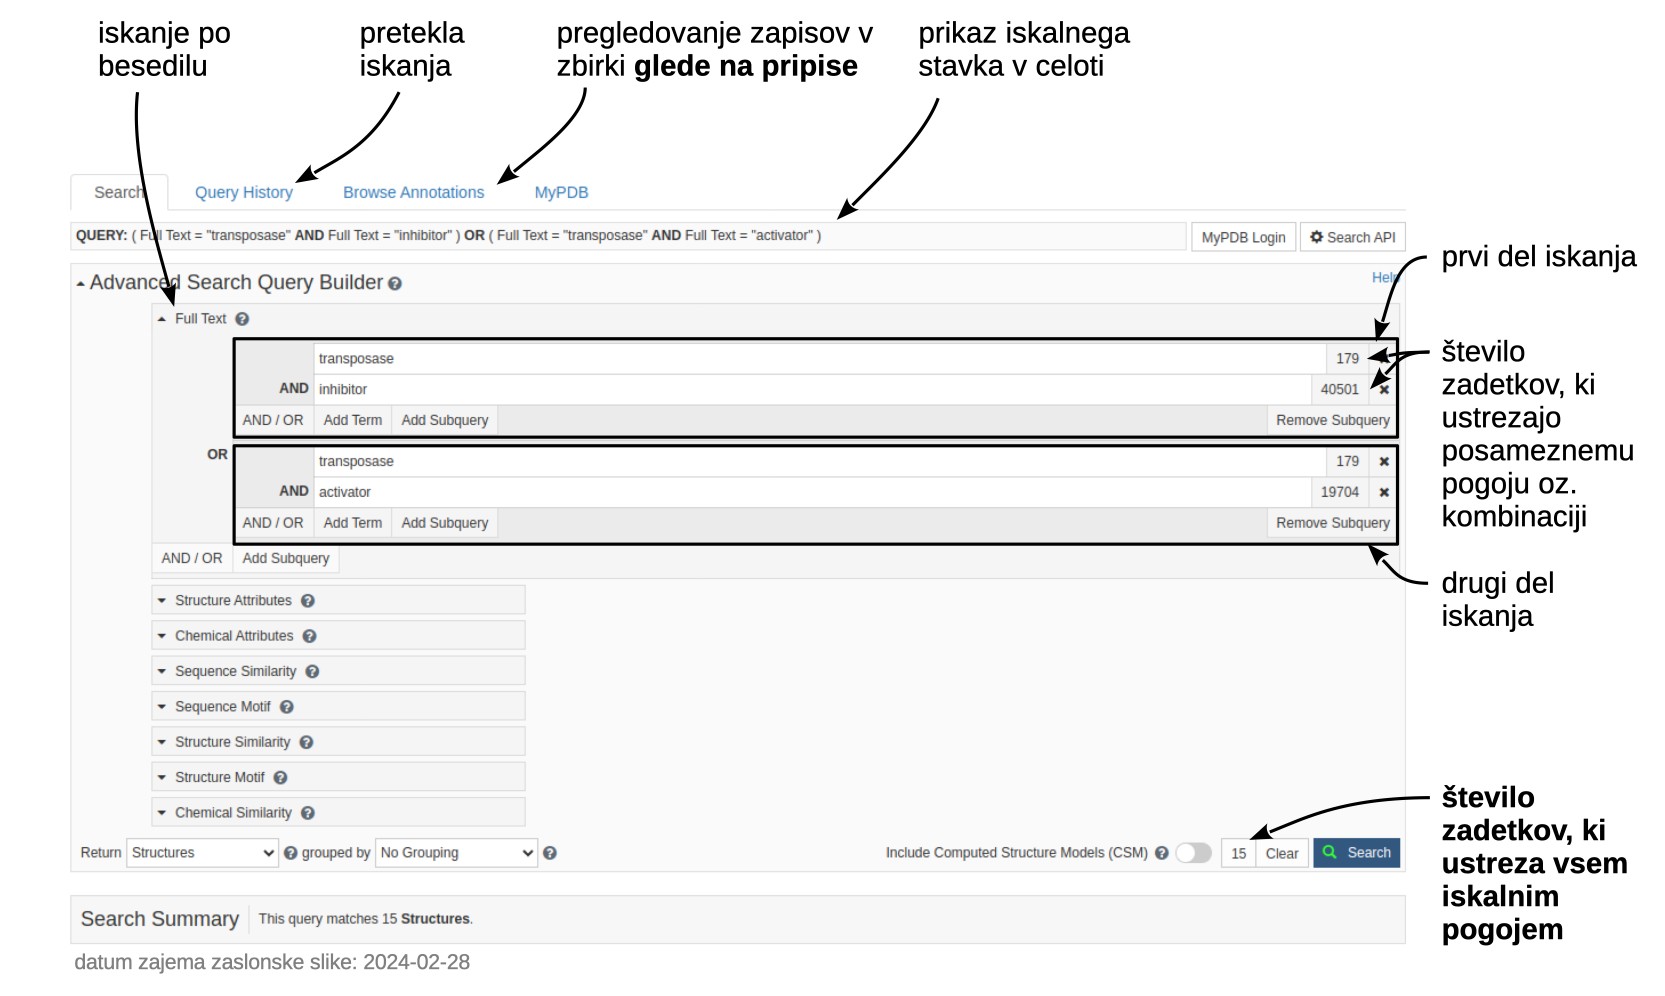 iskanje po
besedilu
pretekla
iskanja
pregledovanje zapisov v
zbirki glede na pripise
prikaz iskalnega
stavka v celoti
Search
Query History
Browse Annotations
MyPDB
QUERY: ( Full Text = "transposase" AND Full Text = "inhibitor" ) OR ( Full Text = "transposase" AND Full Text = "activator" )
MyPDB Login
Search API
prvi del iskanja
Advanced Search Query Builder
Help
Full Text
transposase
179
AND
inhibitor
40501
AND / OR
Add Term
Add Subquery
Remove Subquery
število
zadetkov, ki
ustrezajo
posameznemu
pogoju oz.
kombinaciji
OR
transposase
179
AND
activator
19704
AND / OR
Add Term
Add Subquery
Remove Subquery
AND / OR
Add Subquery
drugi del
iskanja
Structure Attributes
Chemical Attributes
Sequence Similarity
Sequence Motif
Structure Similarity
Structure Motif
Chemical Similarity
Return
Structures
grouped by
No Grouping
Include Computed Structure Models (CSM)
15
Clear
Search
število
zadetkov, ki
ustreza vsem
iskalnim
pogojem
Search Summary
This query matches 15 Structures.
datum zajema zaslonske slike: 2024-02-28